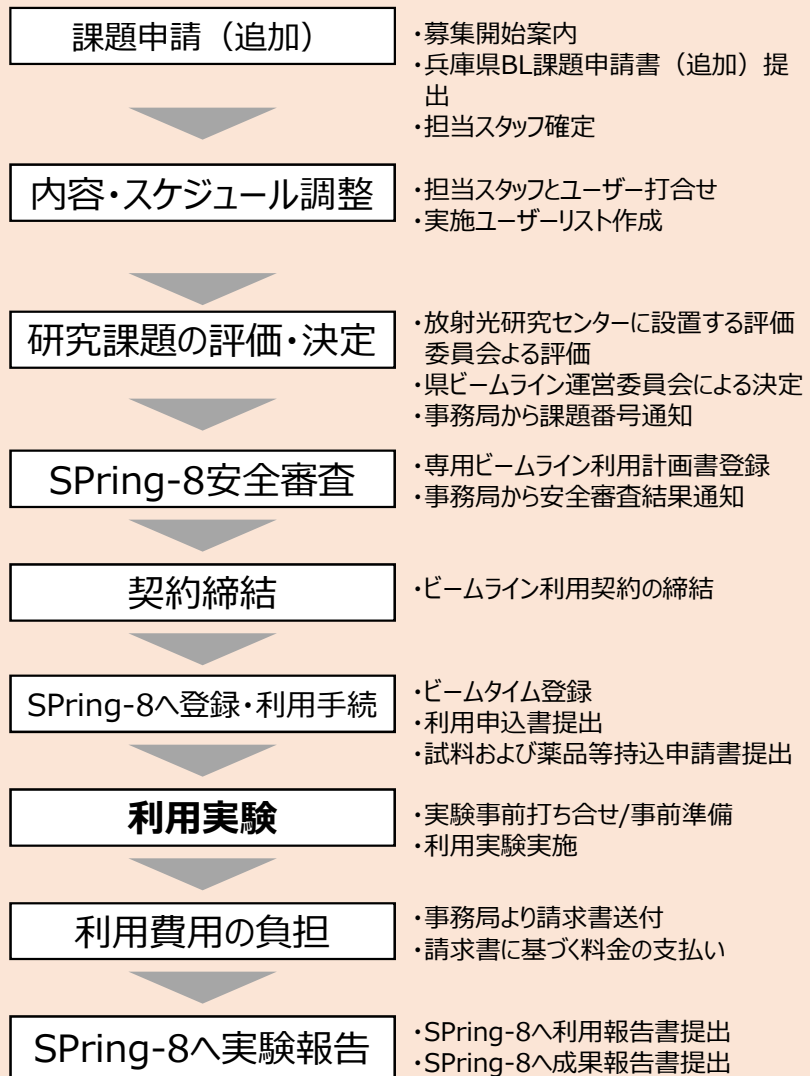 課題申請（追加）
・募集開始案内
・兵庫県BL課題申請書（追加）提
出
・担当スタッフ確定
内容・スケジュール調整
・担当スタッフとユーザー打合せ
・実施ユーザーリスト作成
研究課題の評価・決定
・放射光研究センターに設置する評価
委員会よる評価
・県ビームライン運営委員会による決定
・事務局から課題番号通知
SPring-8安全審査
・専用ビームライン利用計画書登録
・事務局から安全審査結果通知
契約締結
・ビームライン利用契約の締結
SPring-8へ登録・利用手続
・ビームタイム登録
・利用申込書提出
・試料および薬品等持込申請書提出
利用実験
・実験事前打ち合せ/事前準備
・利用実験実施
利用費用の負担
・事務局より請求書送付
・請求書に基づく料金の支払い
SPring-8へ実験報告
・SPring-8へ利用報告書提出
・SPring-8へ成果報告書提出